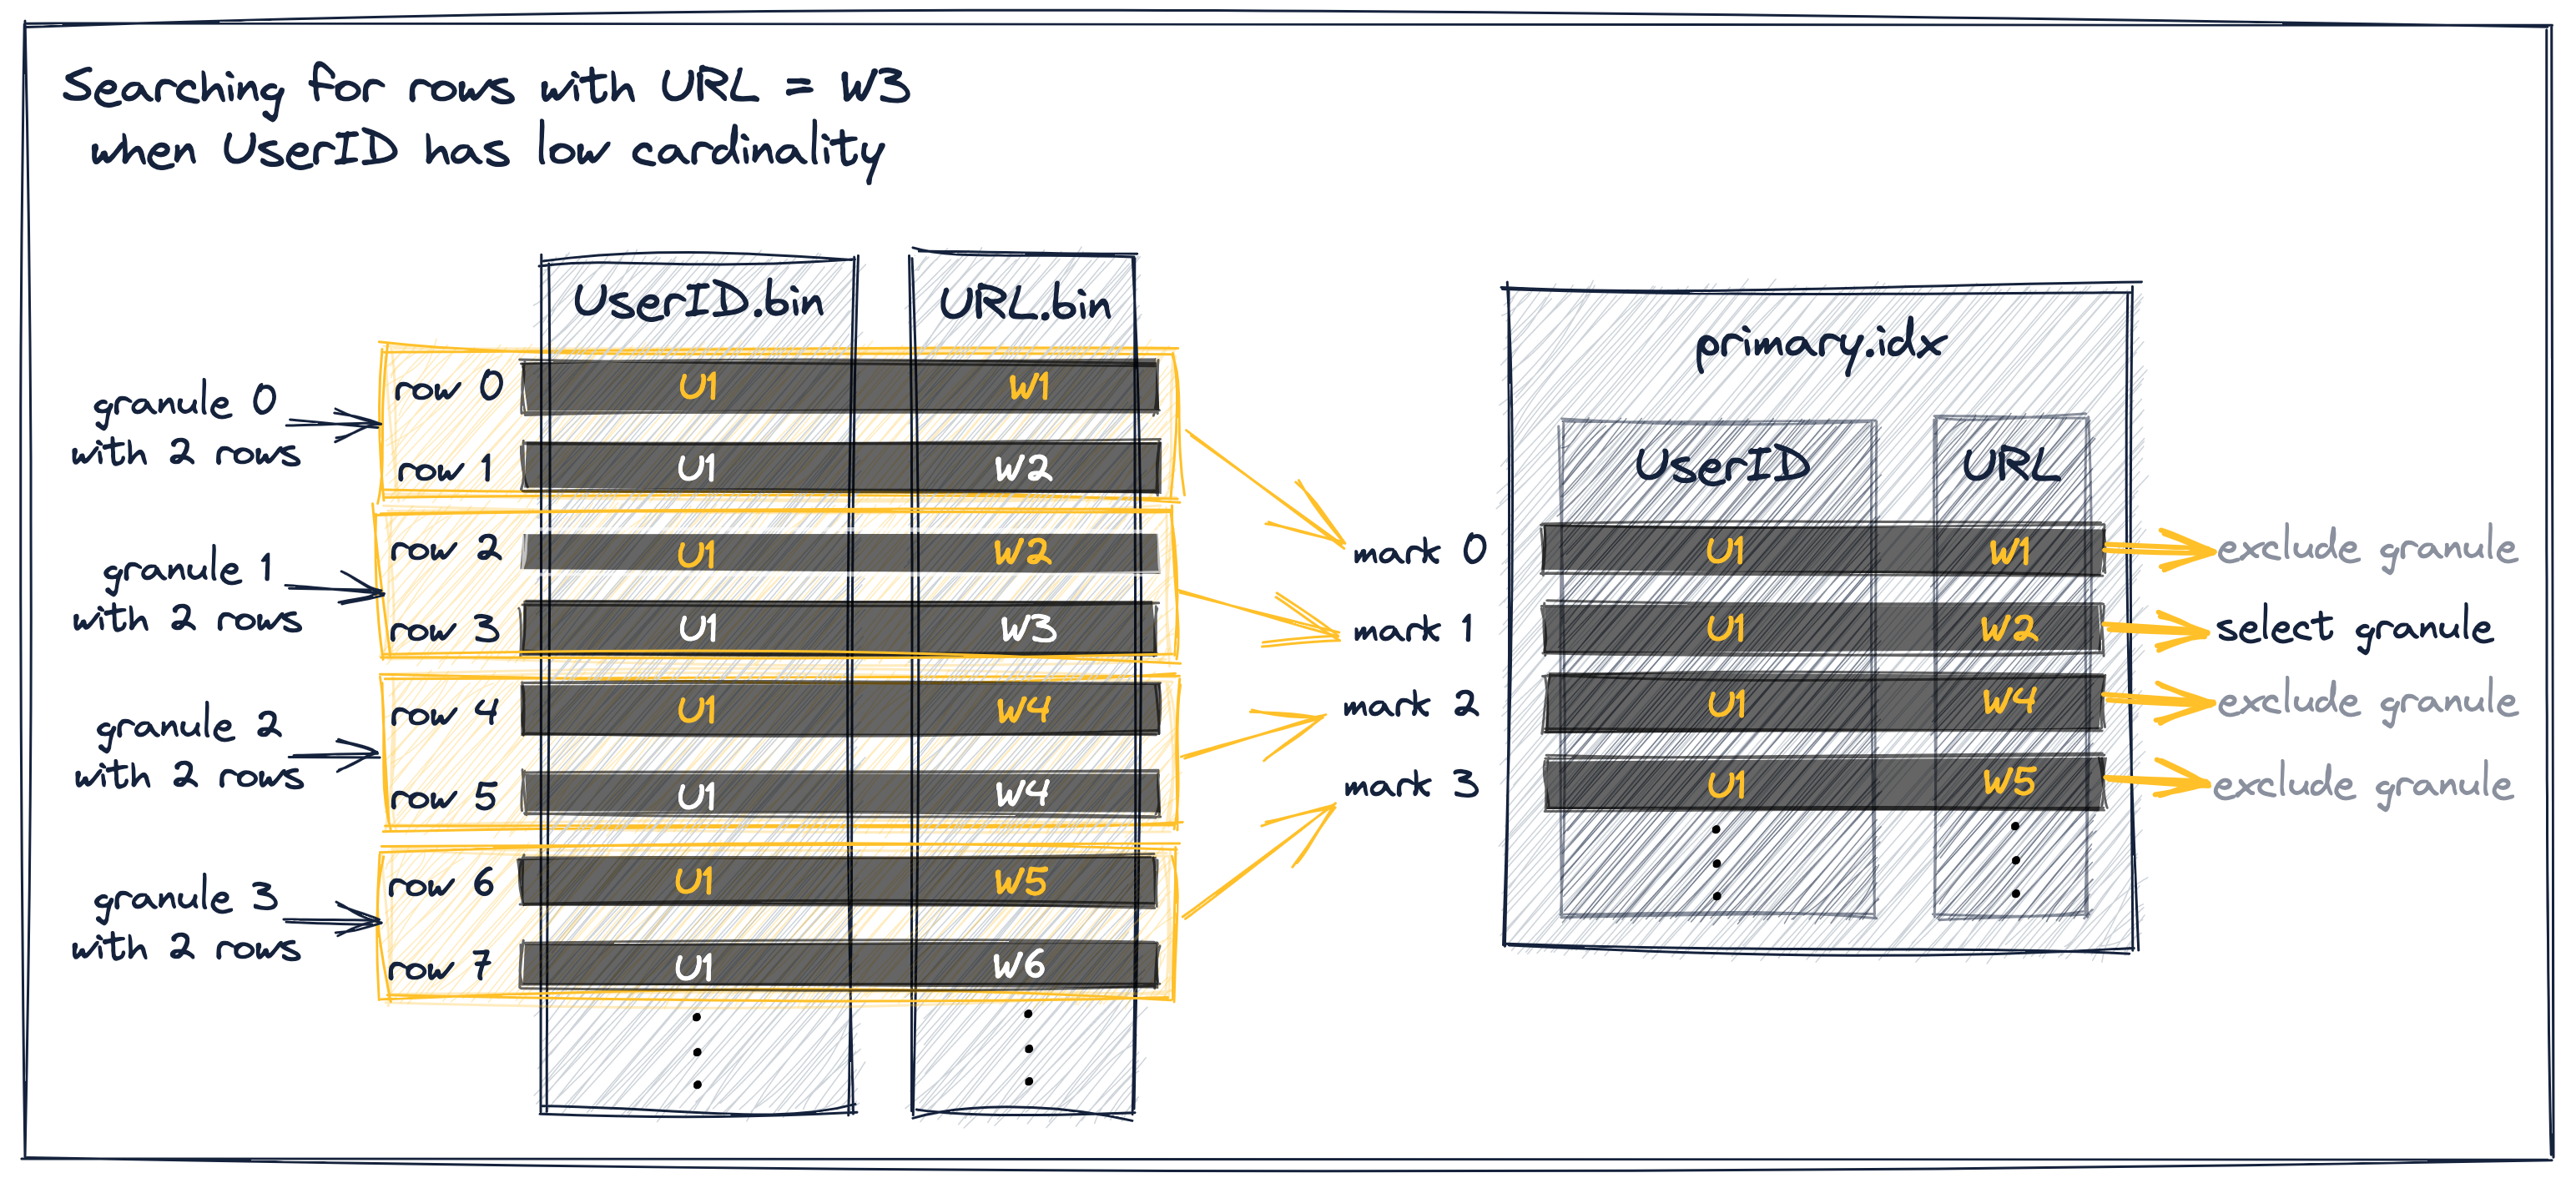 Searching for rows with URL = W3
when UserID has low cardinality
UserID.bin URL.bin
granule 0
with 2 rows
row 0 U1 W1
row 1 U1 W2
granule 1
with 2 rows
row 2 U1 W2
row 3 U1 W3
granule 2
with 2 rows
row 4 U1 W4
row 5 U1 W4
granule 3
with 2 rows
row 6 U1 W5
row 7 U1 W6
primary.idx
UserID URL
mark 0 U1 W1 exclude granule
mark 1 U1 W2 select granule
mark 2 U1 W4 exclude granule
mark 3 U1 W5 exclude granule